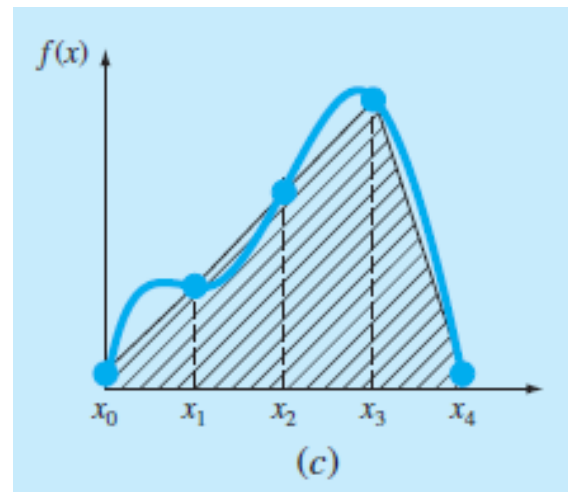 f(x)
x₀ x₁ x₂ x₃ x₄
(c)